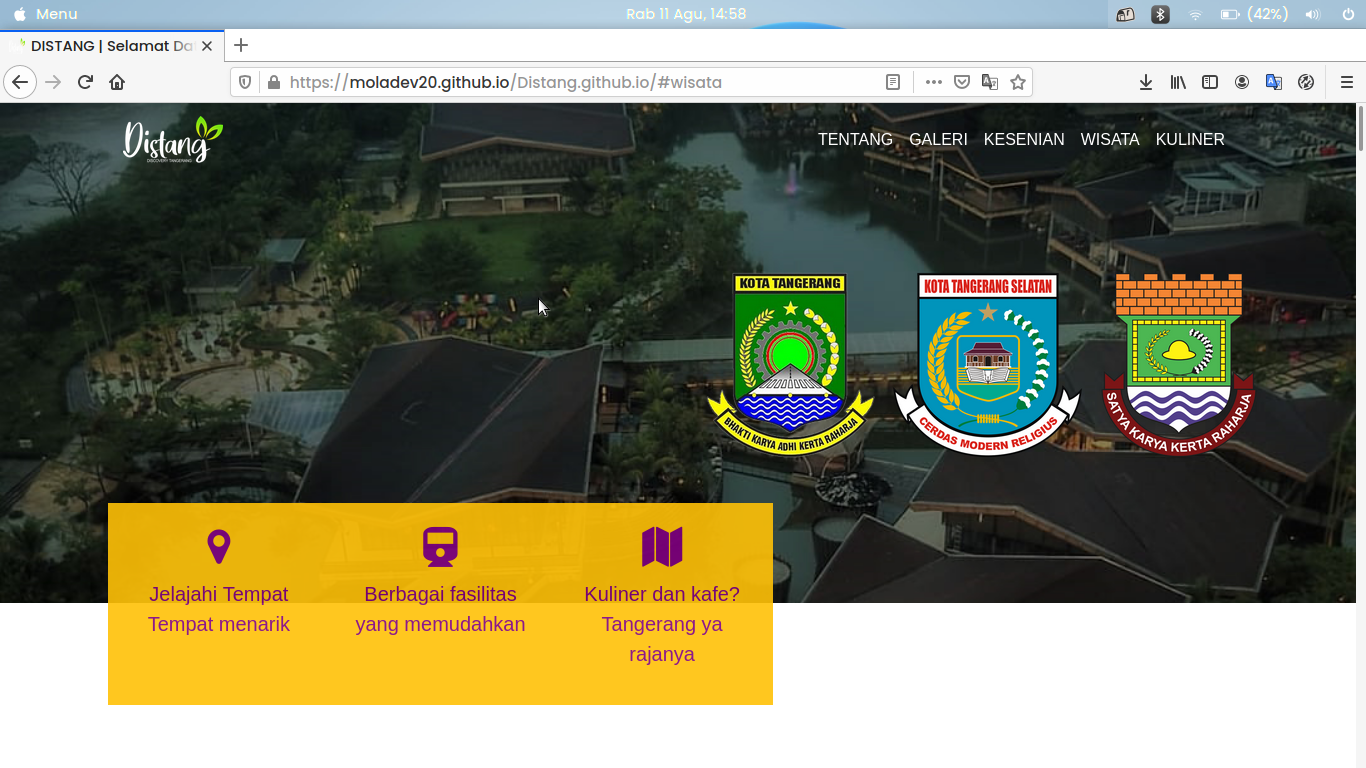 Menu
Rab 11 Agu, 14:58
(42%)
DISTANG | Selamat Da
https://moladev20.github.io/Distang.github.io/#wisata
Distang
DISCOVERY TANGERANG
TENTANG GALERI KESENIAN WISATA KULINER
KOTA TANGERANG
BHAKTI KARYA ADHI KERTA RAHARJA
KOTA TANGERANG SELATAN
CERDAS MODERN RELIGIUS
SATYA KARYA KERTA RAHARJA
Jelajahi Tempat
Tempat menarik
Berbagai fasilitas
yang memudahkan
Kuliner dan kafe?
Tangerang ya
rajanya